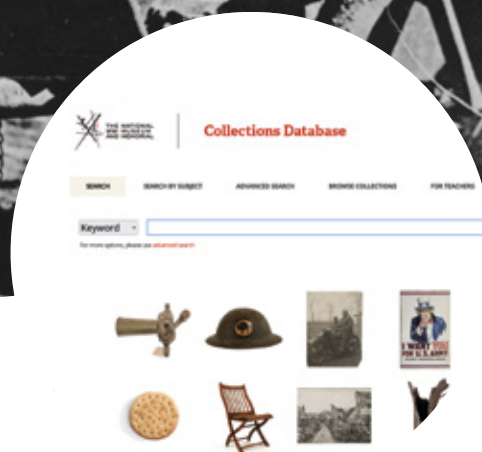 THE NATIONAL
WWI MUSEUM
AND MEMORIAL
Collections Database
SEARCH
SEARCH BY SUBJECT
ADVANCED SEARCH
BROWSE COLLECTIONS
FOR TEACHERS
Keyword
For more options, please use advanced search
I WANT YOU
FOR U.S. ARMY